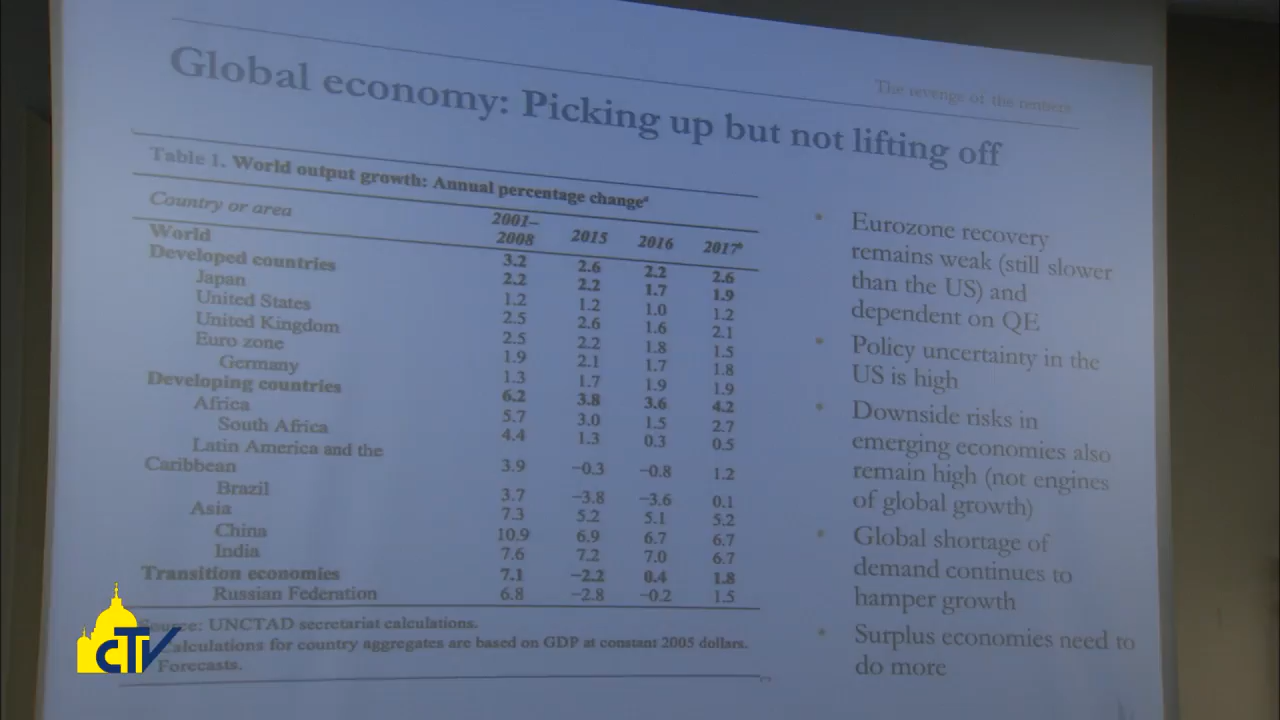 The revenge of the rentiers
Global economy: Picking up but not lifting off
Table 1. World output growth: Annual percentage changeª
Country or area 2001–2008 2015 2016 2017ᵇ
World 3.2 2.6 2.2 2.6
Developed countries 2.2 2.2 1.7 1.9
Japan 1.2 1.2 1.0 1.2
United States 2.5 2.6 1.6 2.1
United Kingdom 2.5 2.2 1.8 1.5
Euro zone 1.9 2.1 1.7 1.8
Germany 1.3 1.7 1.9 1.9
Developing countries 6.2 3.8 3.6 4.2
Africa 5.7 3.0 1.5 2.7
South Africa 4.4 1.3 0.3 0.5
Latin America and the
Caribbean 3.9 −0.3 −0.8 1.2
Brazil 3.7 −3.8 −3.6 0.1
Asia 7.3 5.2 5.1 5.2
China 10.9 6.9 6.7 6.7
India 7.6 7.2 7.0 6.7
Transition economies 7.1 −2.2 0.4 1.8
Russian Federation 6.8 −2.8 −0.2 1.5
Source: UNCTAD secretariat calculations.
Calculations for country aggregates are based on GDP at constant 2005 dollars.
Forecasts.
• Eurozone recovery
remains weak (still slower
than the US) and
dependent on QE
• Policy uncertainty in the
US is high
• Downside risks in
emerging economies also
remain high (not engines
of global growth)
• Global shortage of
demand continues to
hamper growth
• Surplus economies need to
do more
CTV